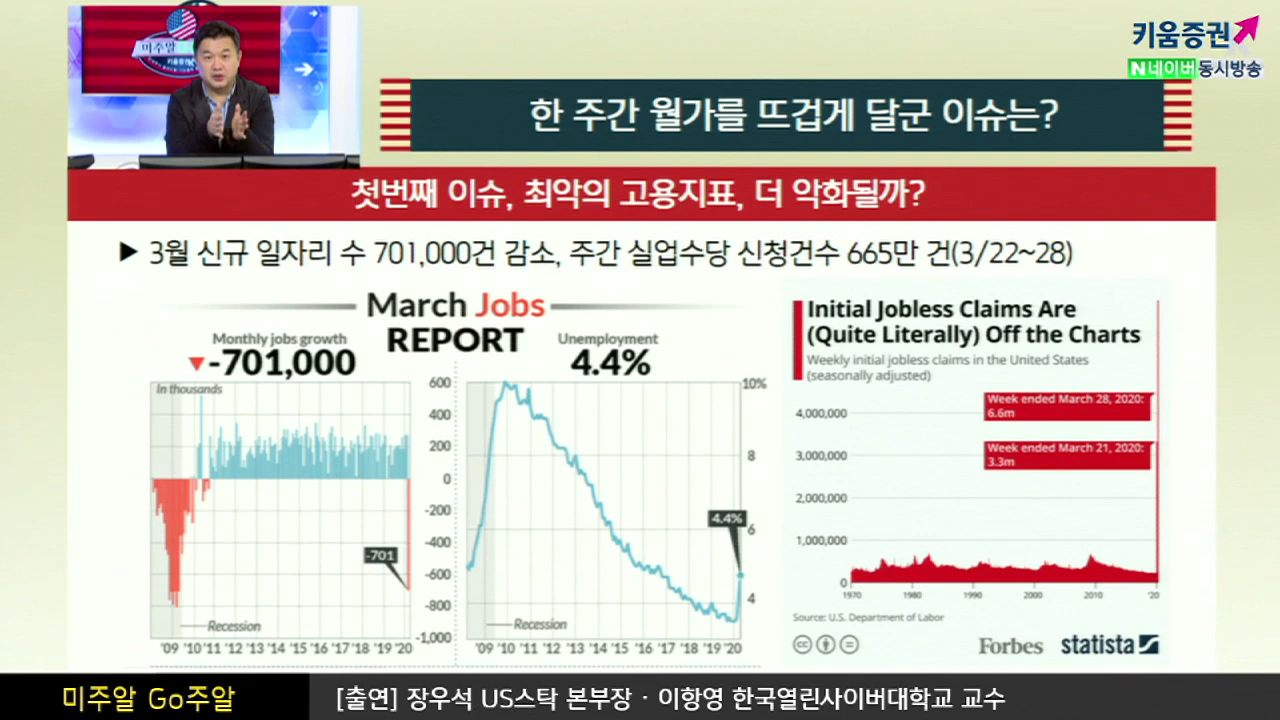 미주알
키움증권
키움증권
N 네이버 동시방송
한 주간 월가를 뜨겁게 달군 이슈는?
첫번째 이슈, 최악의 고용지표, 더 악화될까?
▶ 3월 신규 일자리 수 701,000건 감소, 주간 실업수당 신청건수 665만 건(3/22~28)
March Jobs
REPORT
Monthly jobs growth
▼-701,000
Unemployment
4.4%
In thousands
600
400
200
0
-200
-400
-600
-800
-1,000
-701
Recession
'09 '10 '11 '12 '13 '14 '15 '16 '17 '18 '19 '20
10%
8
6
4
4.4%
Recession
'09 '10 '11 '12 '13 '14 '15 '16 '17 '18 '19 '20
Initial Jobless Claims Are
(Quite Literally) Off the Charts
Weekly initial jobless claims in the United States
(seasonally adjusted)
Week ended March 28, 2020:
6.6m
Week ended March 21, 2020:
3.3m
4,000,000
3,000,000
2,000,000
1,000,000
0
1970 1980 1990 2000 2010 '20
Source: U.S. Department of Labor
cc
Forbes statista
미주알 Go주알
[출연] 장우석 US스탁 본부장 · 이항영 한국열린사이버대학교 교수